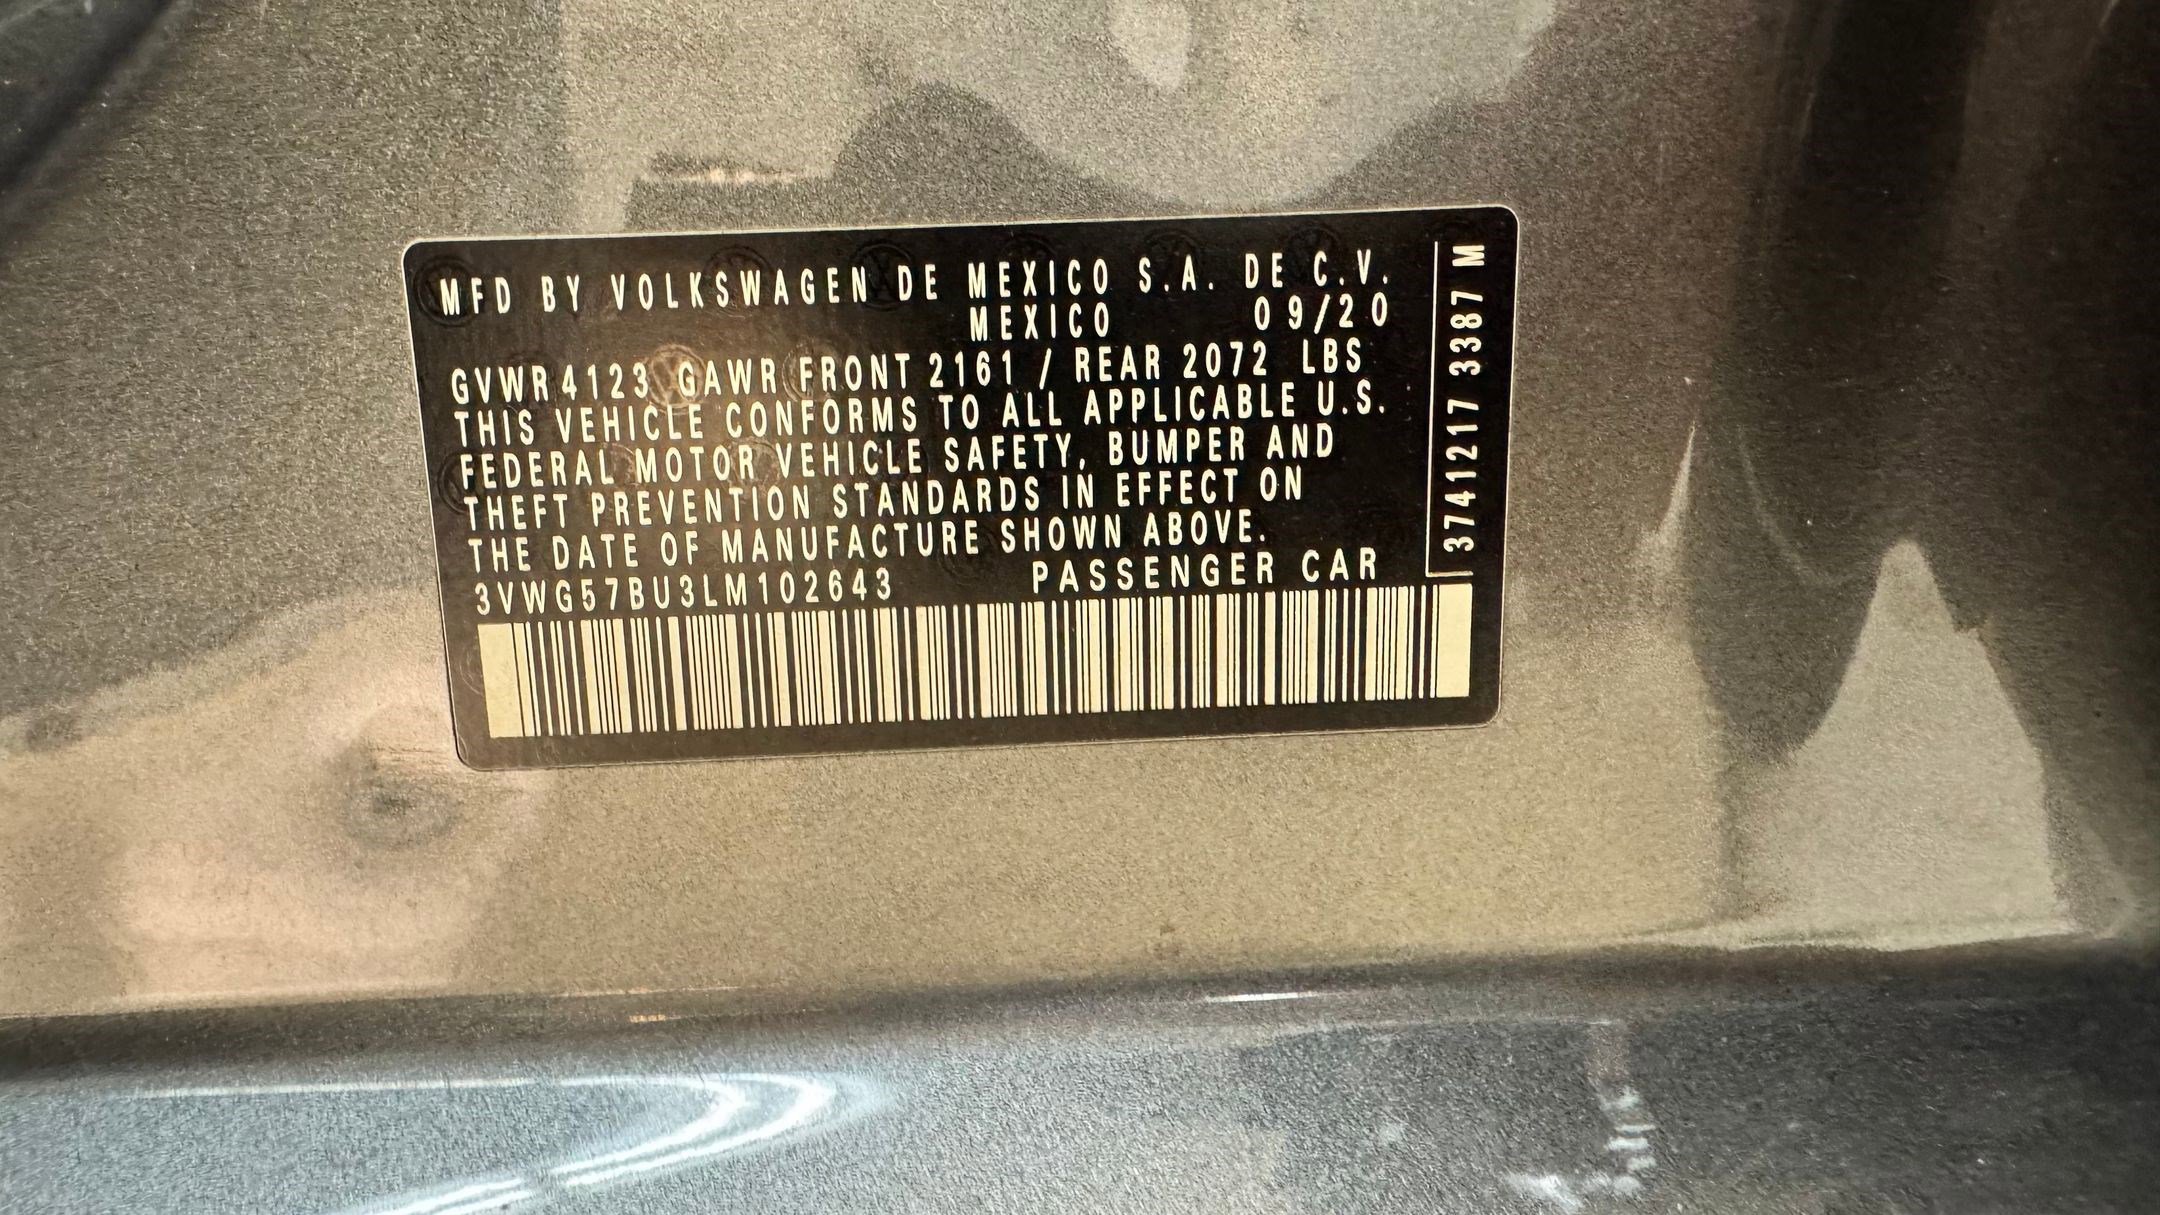 MFD BY VOLKSWAGEN DE MEXICO S.A. DE C.V.
MEXICO 09/20
GVWR 4123 GAWR FRONT 2161 / REAR 2072 LBS
THIS VEHICLE CONFORMS TO ALL APPLICABLE U.S.
FEDERAL MOTOR VEHICLE SAFETY, BUMPER AND
THEFT PREVENTION STANDARDS IN EFFECT ON
THE DATE OF MANUFACTURE SHOWN ABOVE.
3VWG57BU3LM102643 PASSENGER CAR
3741217 3387 M